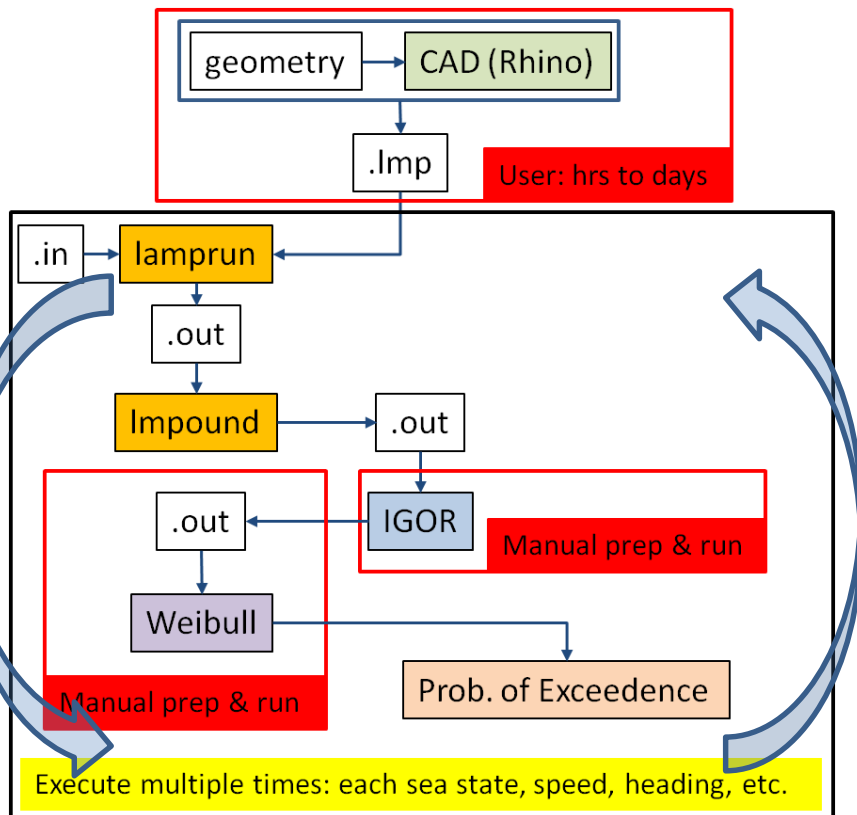 geometry
CAD (Rhino)
.lmp
User: hrs to days
.in
lamprun
.out
lmpound
.out
.out
IGOR
Manual prep & run
Weibull
Manual prep & run
Prob. of Exceedence
Execute multiple times: each sea state, speed, heading, etc.